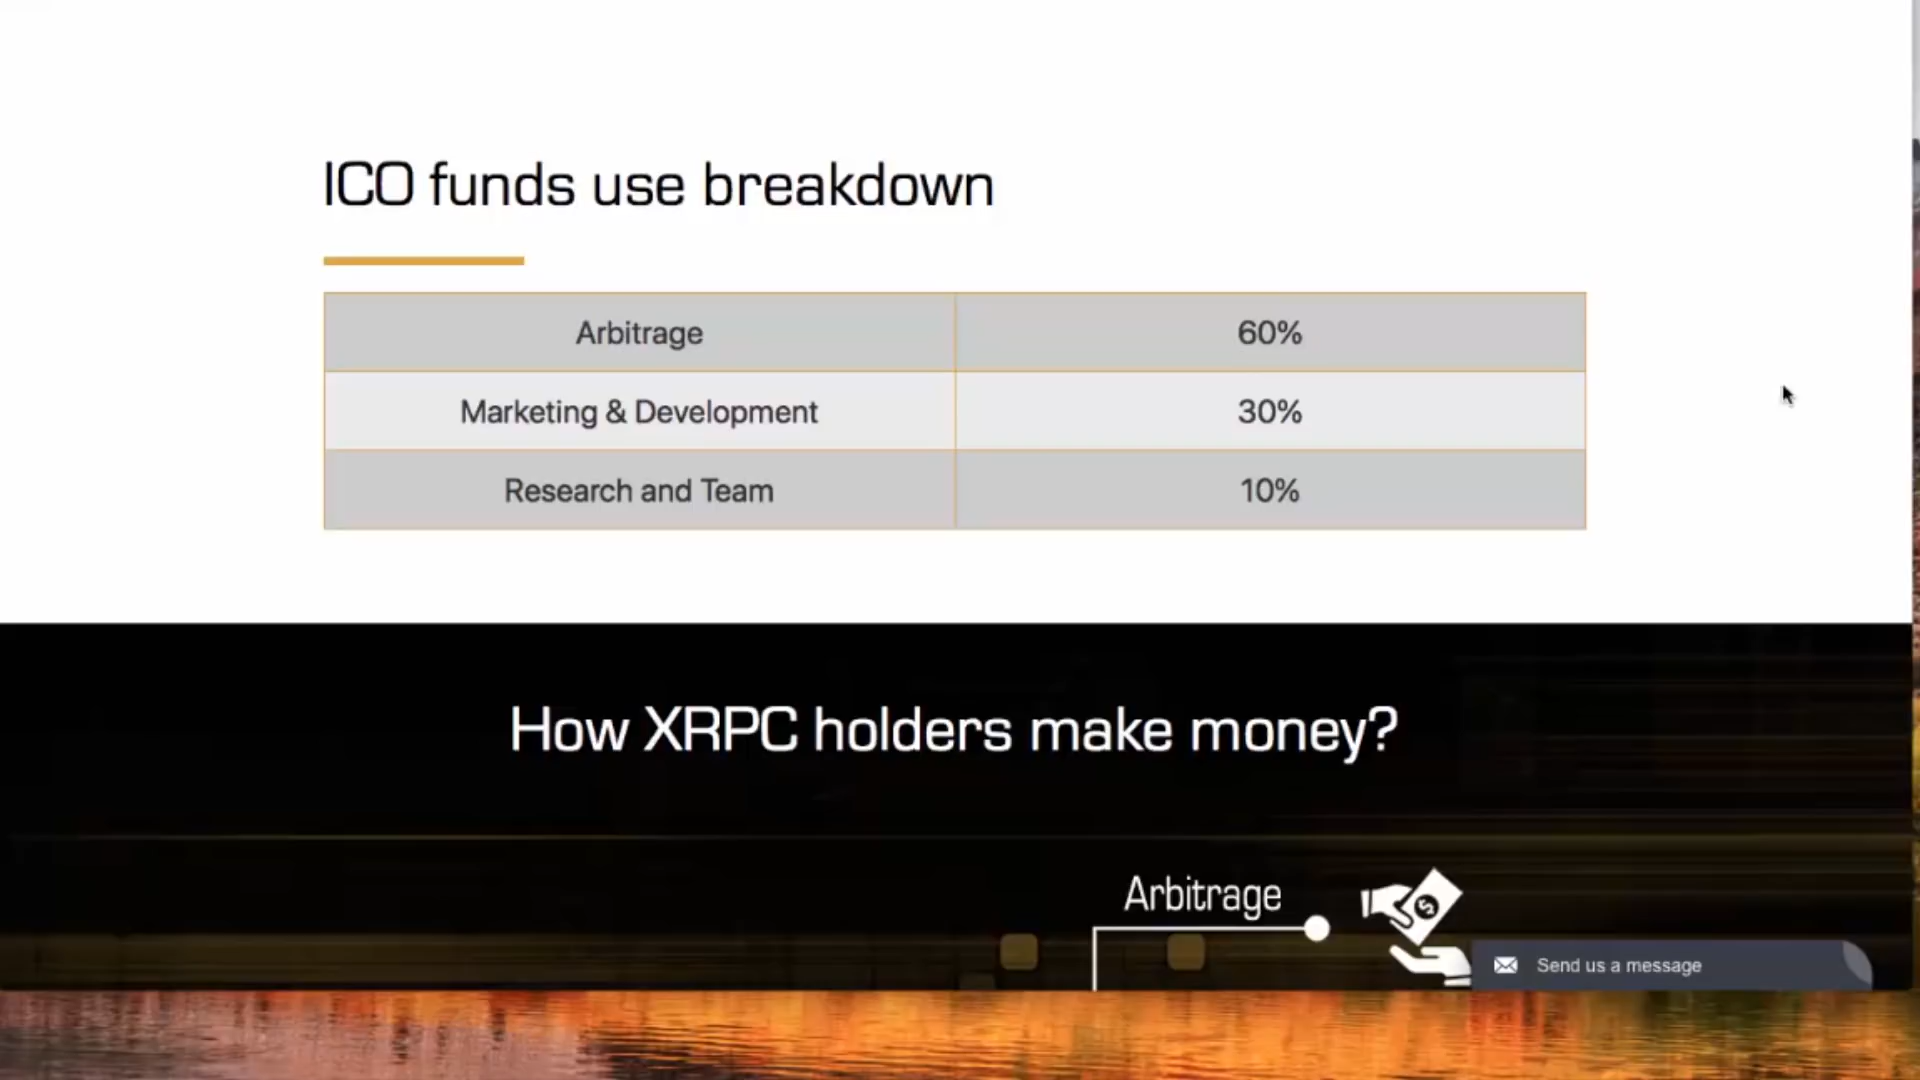 ICO funds use breakdown
Arbitrage 60%
Marketing & Development 30%
Research and Team 10%
How XRPC holders make money?
Arbitrage
$
Send us a message